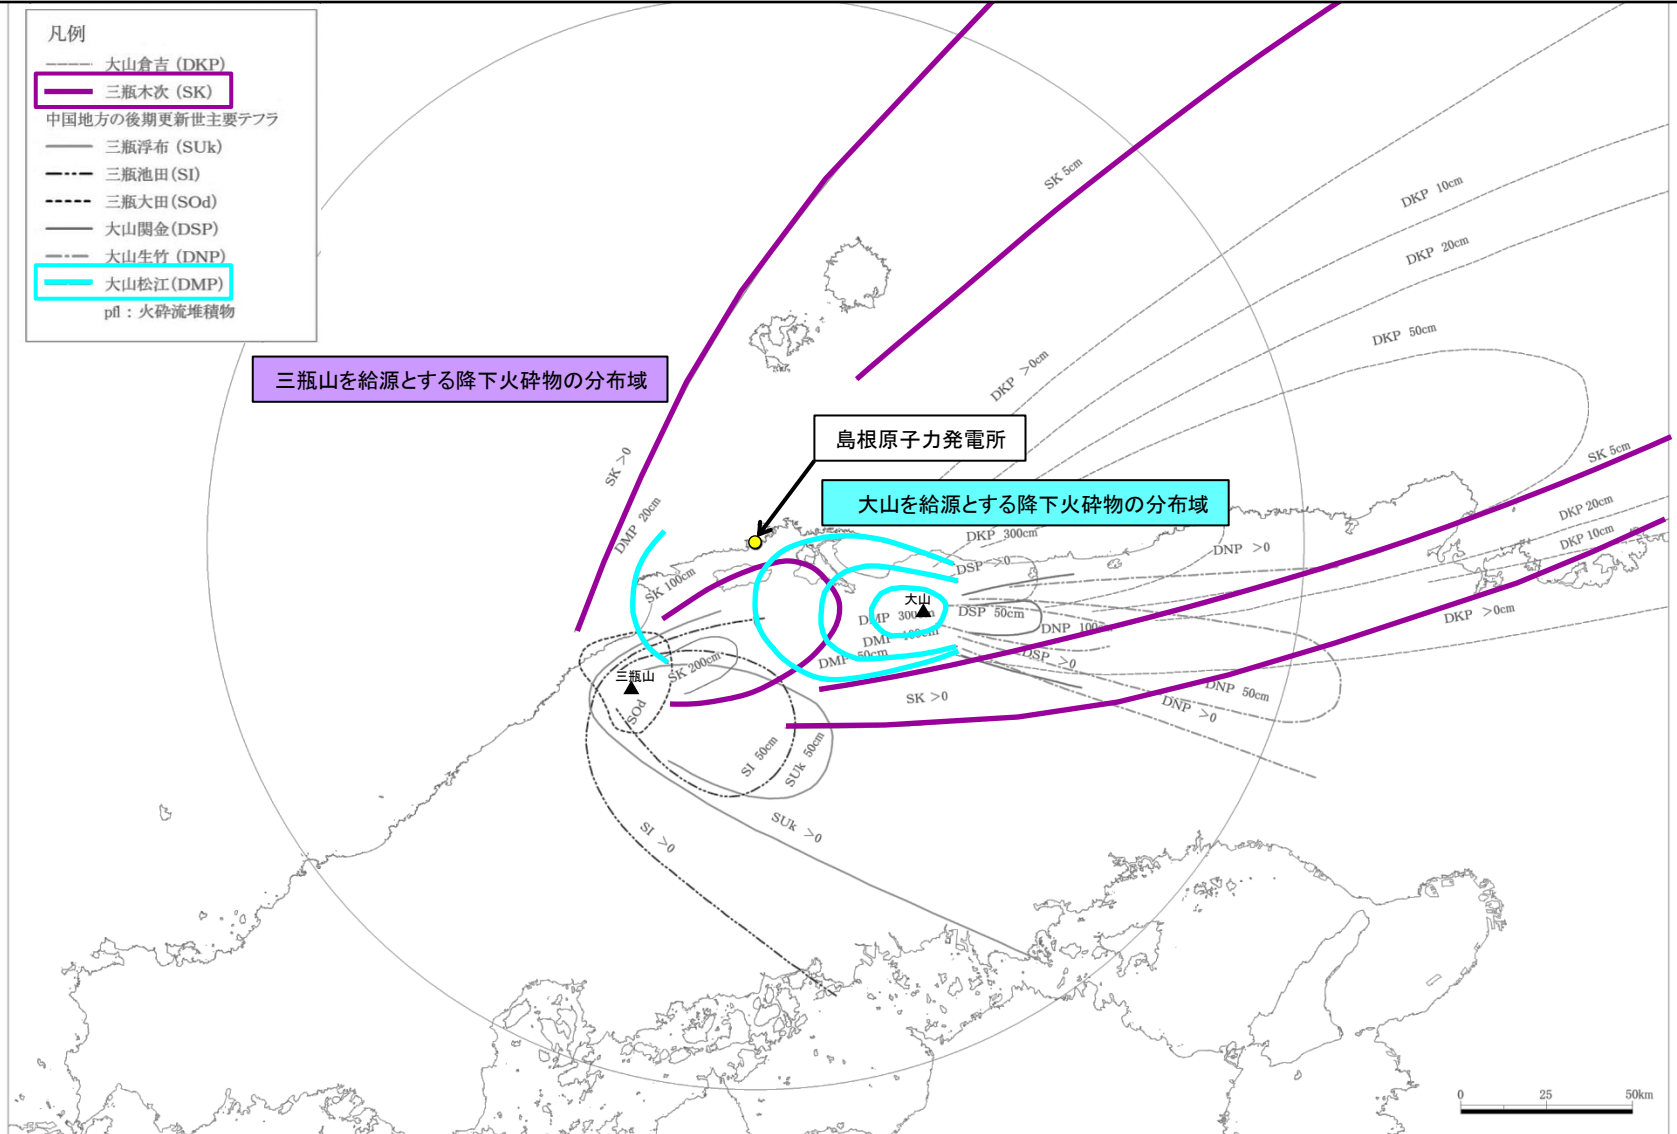 凡例
大山倉吉 (DKP)
三瓶木次 (SK)
中国地方の後期更新世主要テフラ
三瓶浮布 (SUk)
三瓶池田(SI)
三瓶大田(SOd)
大山関金(DSP)
大山生竹 (DNP)
大山松江(DMP)
pfl : 火砕流堆積物
SK 5cm
DKP 10cm
DKP 20cm
DKP 50cm
DKP >0cm
三瓶山を給源とする降下火砕物の分布域
島根原子力発電所
大山を給源とする降下火砕物の分布域
SK >0
DMP 20cm
SK 5cm
DKP 20cm
DKP 10cm
DKP >0cm
DKP 300cm
DNP >0
DSP >0
SK 100cm
大山
DMP 300cm
DSP 50cm
DMP 100cm
DNP 100cm
DMP 50cm
DSP >0
三瓶山
SK 200cm
SOd
SK >0
DNP 50cm
DNP >0
SI 50cm
SUk 50cm
SUk >0
SI >0
0 25 50km